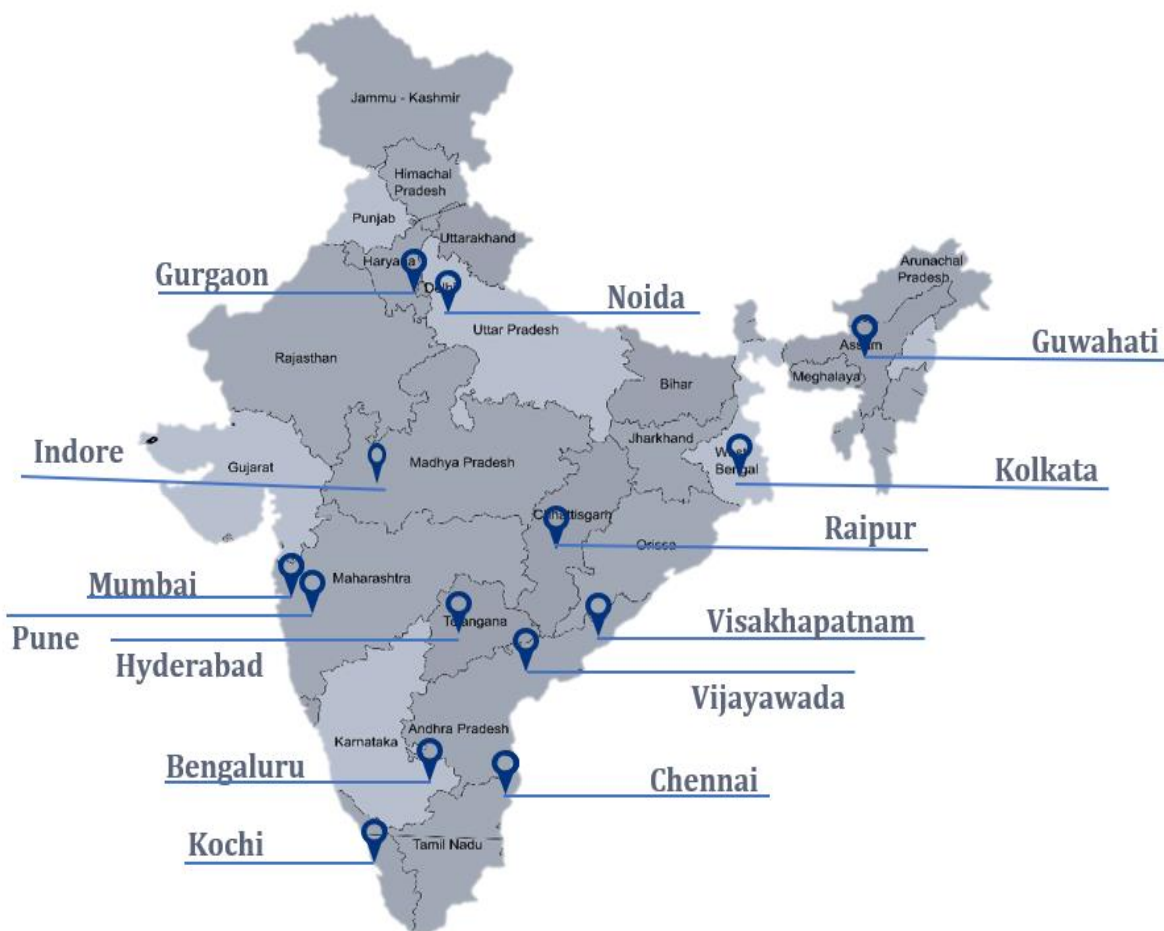 Jammu - Kashmir
Himachal
Pradesh
Punjab
Uttarakhand
Haryana
Gurgaon
Delhi
Noida
Arunachal
Pradesh
Uttar Pradesh
Rajasthan
Assam
Guwahati
Bihar
Meghalaya
Indore
Gujarat
Madhya Pradesh
Jharkhand
West
Bengal
Kolkata
Chhattisgarh
Raipur
Orissa
Mumbai
Maharashtra
Pune
Telangana
Hyderabad
Visakhapatnam
Vijayawada
Andhra Pradesh
Karnataka
Bengaluru
Chennai
Kochi
Tamil Nadu